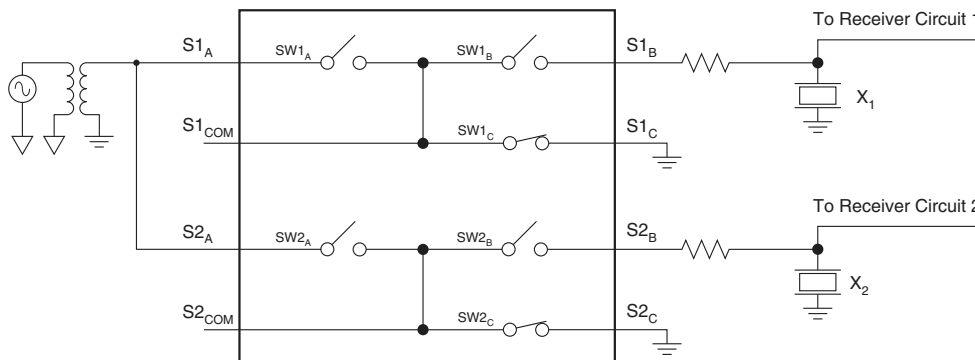 To Receiver Circuit 1
S1A
SW1A
SW1B
S1B
X1
S1COM
SW1C
S1C
To Receiver Circuit 2
S2A
SW2A
SW2B
S2B
X2
S2COM
SW2C
S2C